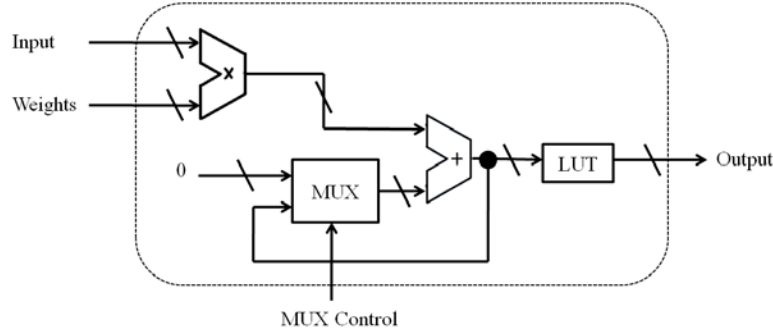 Input
×
Weights
+
Output
0
MUX
LUT
MUX Control